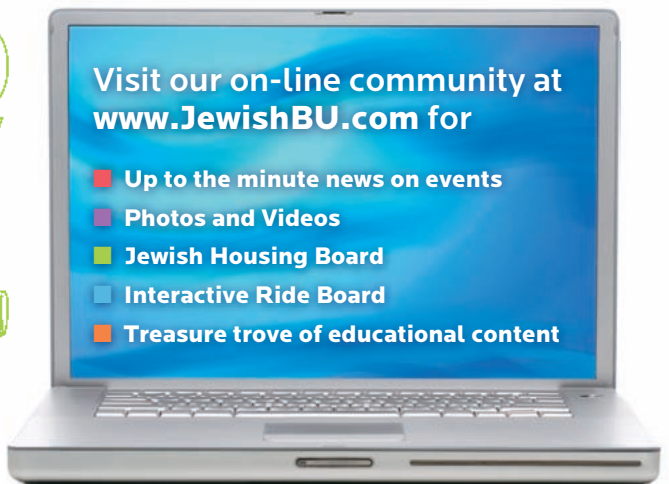 Visit our on-line community at
www.JewishBU.com for
Up to the minute news on events
Photos and Videos
Jewish Housing Board
Interactive Ride Board
Treasure trove of educational content